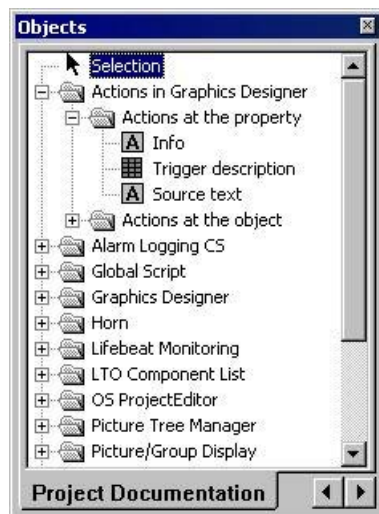 Objects
Selection
Actions in Graphics Designer
Actions at the property
A Info
Trigger description
A Source text
Actions at the object
Alarm Logging CS
Global Script
Graphics Designer
Horn
Lifebeat Monitoring
LTO Component List
OS ProjectEditor
Picture Tree Manager
Picture/Group Display
Project Documentation